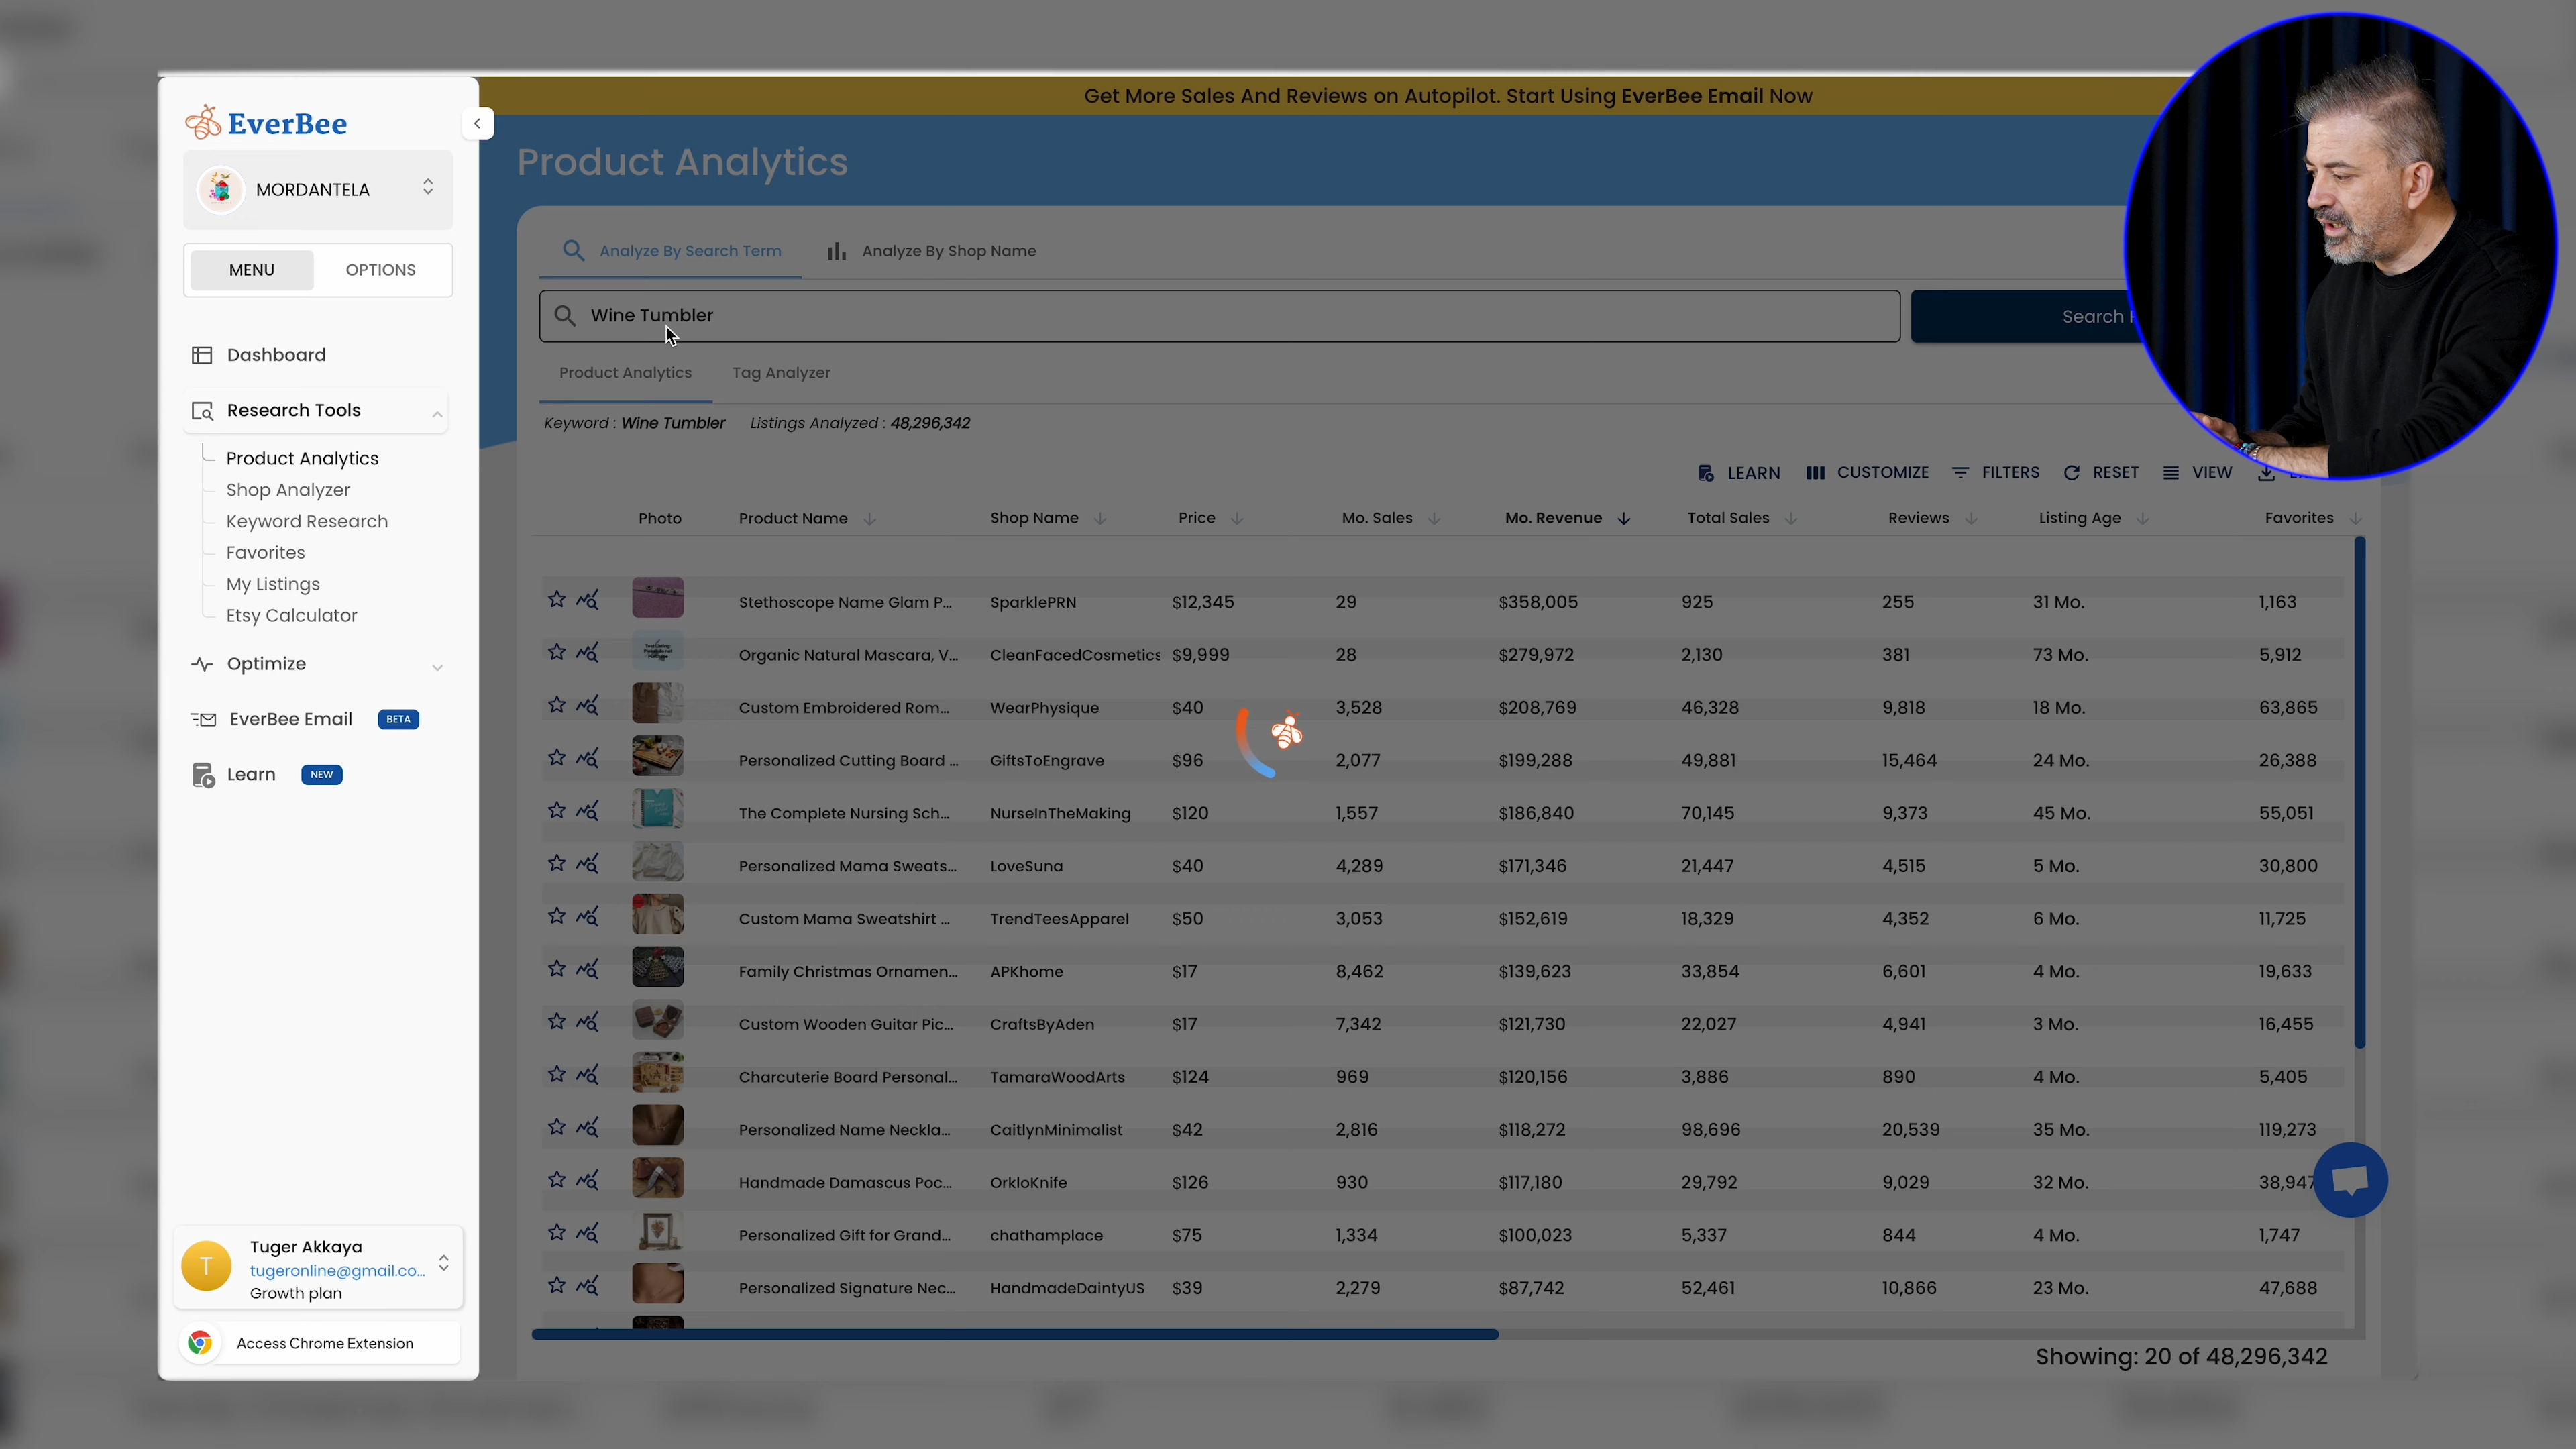 Get More Sales And Reviews on Autopilot. Start Using EverBee Email Now
EverBee
MORDANTELA
MENU OPTIONS
Dashboard
Research Tools
Product Analytics
Shop Analyzer
Keyword Research
Favorites
My Listings
Etsy Calculator
Optimize
EverBee Email BETA
Learn NEW
T
Tuger Akkaya
tugeronline@gmail.co...
Growth plan
Access Chrome Extension
Product Analytics
Analyze By Search Term Analyze By Shop Name
Wine Tumbler
Search
Product Analytics Tag Analyzer
Keyword : Wine Tumbler Listings Analyzed : 48,296,342
LEARN CUSTOMIZE FILTERS RESET VIEW
Photo Product Name Shop Name Price Mo. Sales Mo. Revenue Total Sales Reviews Listing Age Favorites
Stethoscope Name Glam P... SparklePRN $12,345 29 $358,005 925 255 31 Mo. 1,163
Organic Natural Mascara, V... CleanFacedCosmetics $9,999 28 $279,972 2,130 381 73 Mo. 5,912
Custom Embroidered Rom... WearPhysique $40 3,528 $208,769 46,328 9,818 18 Mo. 63,865
Personalized Cutting Board ... GiftsToEngrave $96 2,077 $199,288 49,881 15,464 24 Mo. 26,388
The Complete Nursing Sch... NurseInTheMaking $120 1,557 $186,840 70,145 9,373 45 Mo. 55,051
Personalized Mama Sweats... LoveSuna $40 4,289 $171,346 21,447 4,515 5 Mo. 30,800
Custom Mama Sweatshirt ... TrendTeesApparel $50 3,053 $152,619 18,329 4,352 6 Mo. 11,725
Family Christmas Ornamen... APKhome $17 8,462 $139,623 33,854 6,601 4 Mo. 19,633
Custom Wooden Guitar Pic... CraftsByAden $17 7,342 $121,730 22,027 4,941 3 Mo. 16,455
Charcuterie Board Personal... TamaraWoodArts $124 969 $120,156 3,886 890 4 Mo. 5,405
Personalized Name Neckla... CaitlynMinimalist $42 2,816 $118,272 98,696 20,539 35 Mo. 119,273
Handmade Damascus Poc... OrkloKnife $126 930 $117,180 29,792 9,029 32 Mo. 38,947
Personalized Gift for Grand... chathamplace $75 1,334 $100,023 5,337 844 4 Mo. 1,747
Personalized Signature Nec... HandmadeDaintyUS $39 2,279 $87,742 52,461 10,866 23 Mo. 47,688
Showing: 20 of 48,296,342